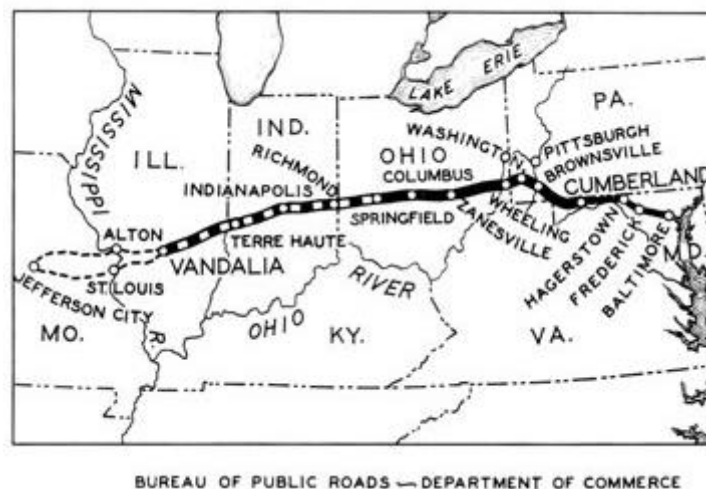 LAKE ERIE
MISSISSIPPI
PA.
IND.
WASHINGTON
PITTSBURGH
ILL.
RICHMOND
OHIO
BROWNSVILLE
COLUMBUS
CUMBERLAND
INDIANAPOLIS
ALTON
SPRINGFIELD
WHEELING
ZANESVILLE
TERRE HAUTE
VANDALIA
HAGERSTOWN
FREDERICK
BALTIMORE
MD.
ST. LOUIS
JEFFERSON CITY
RIVER
OHIO
MO.
R.
KY.
VA.
BUREAU OF PUBLIC ROADS — DEPARTMENT OF COMMERCE